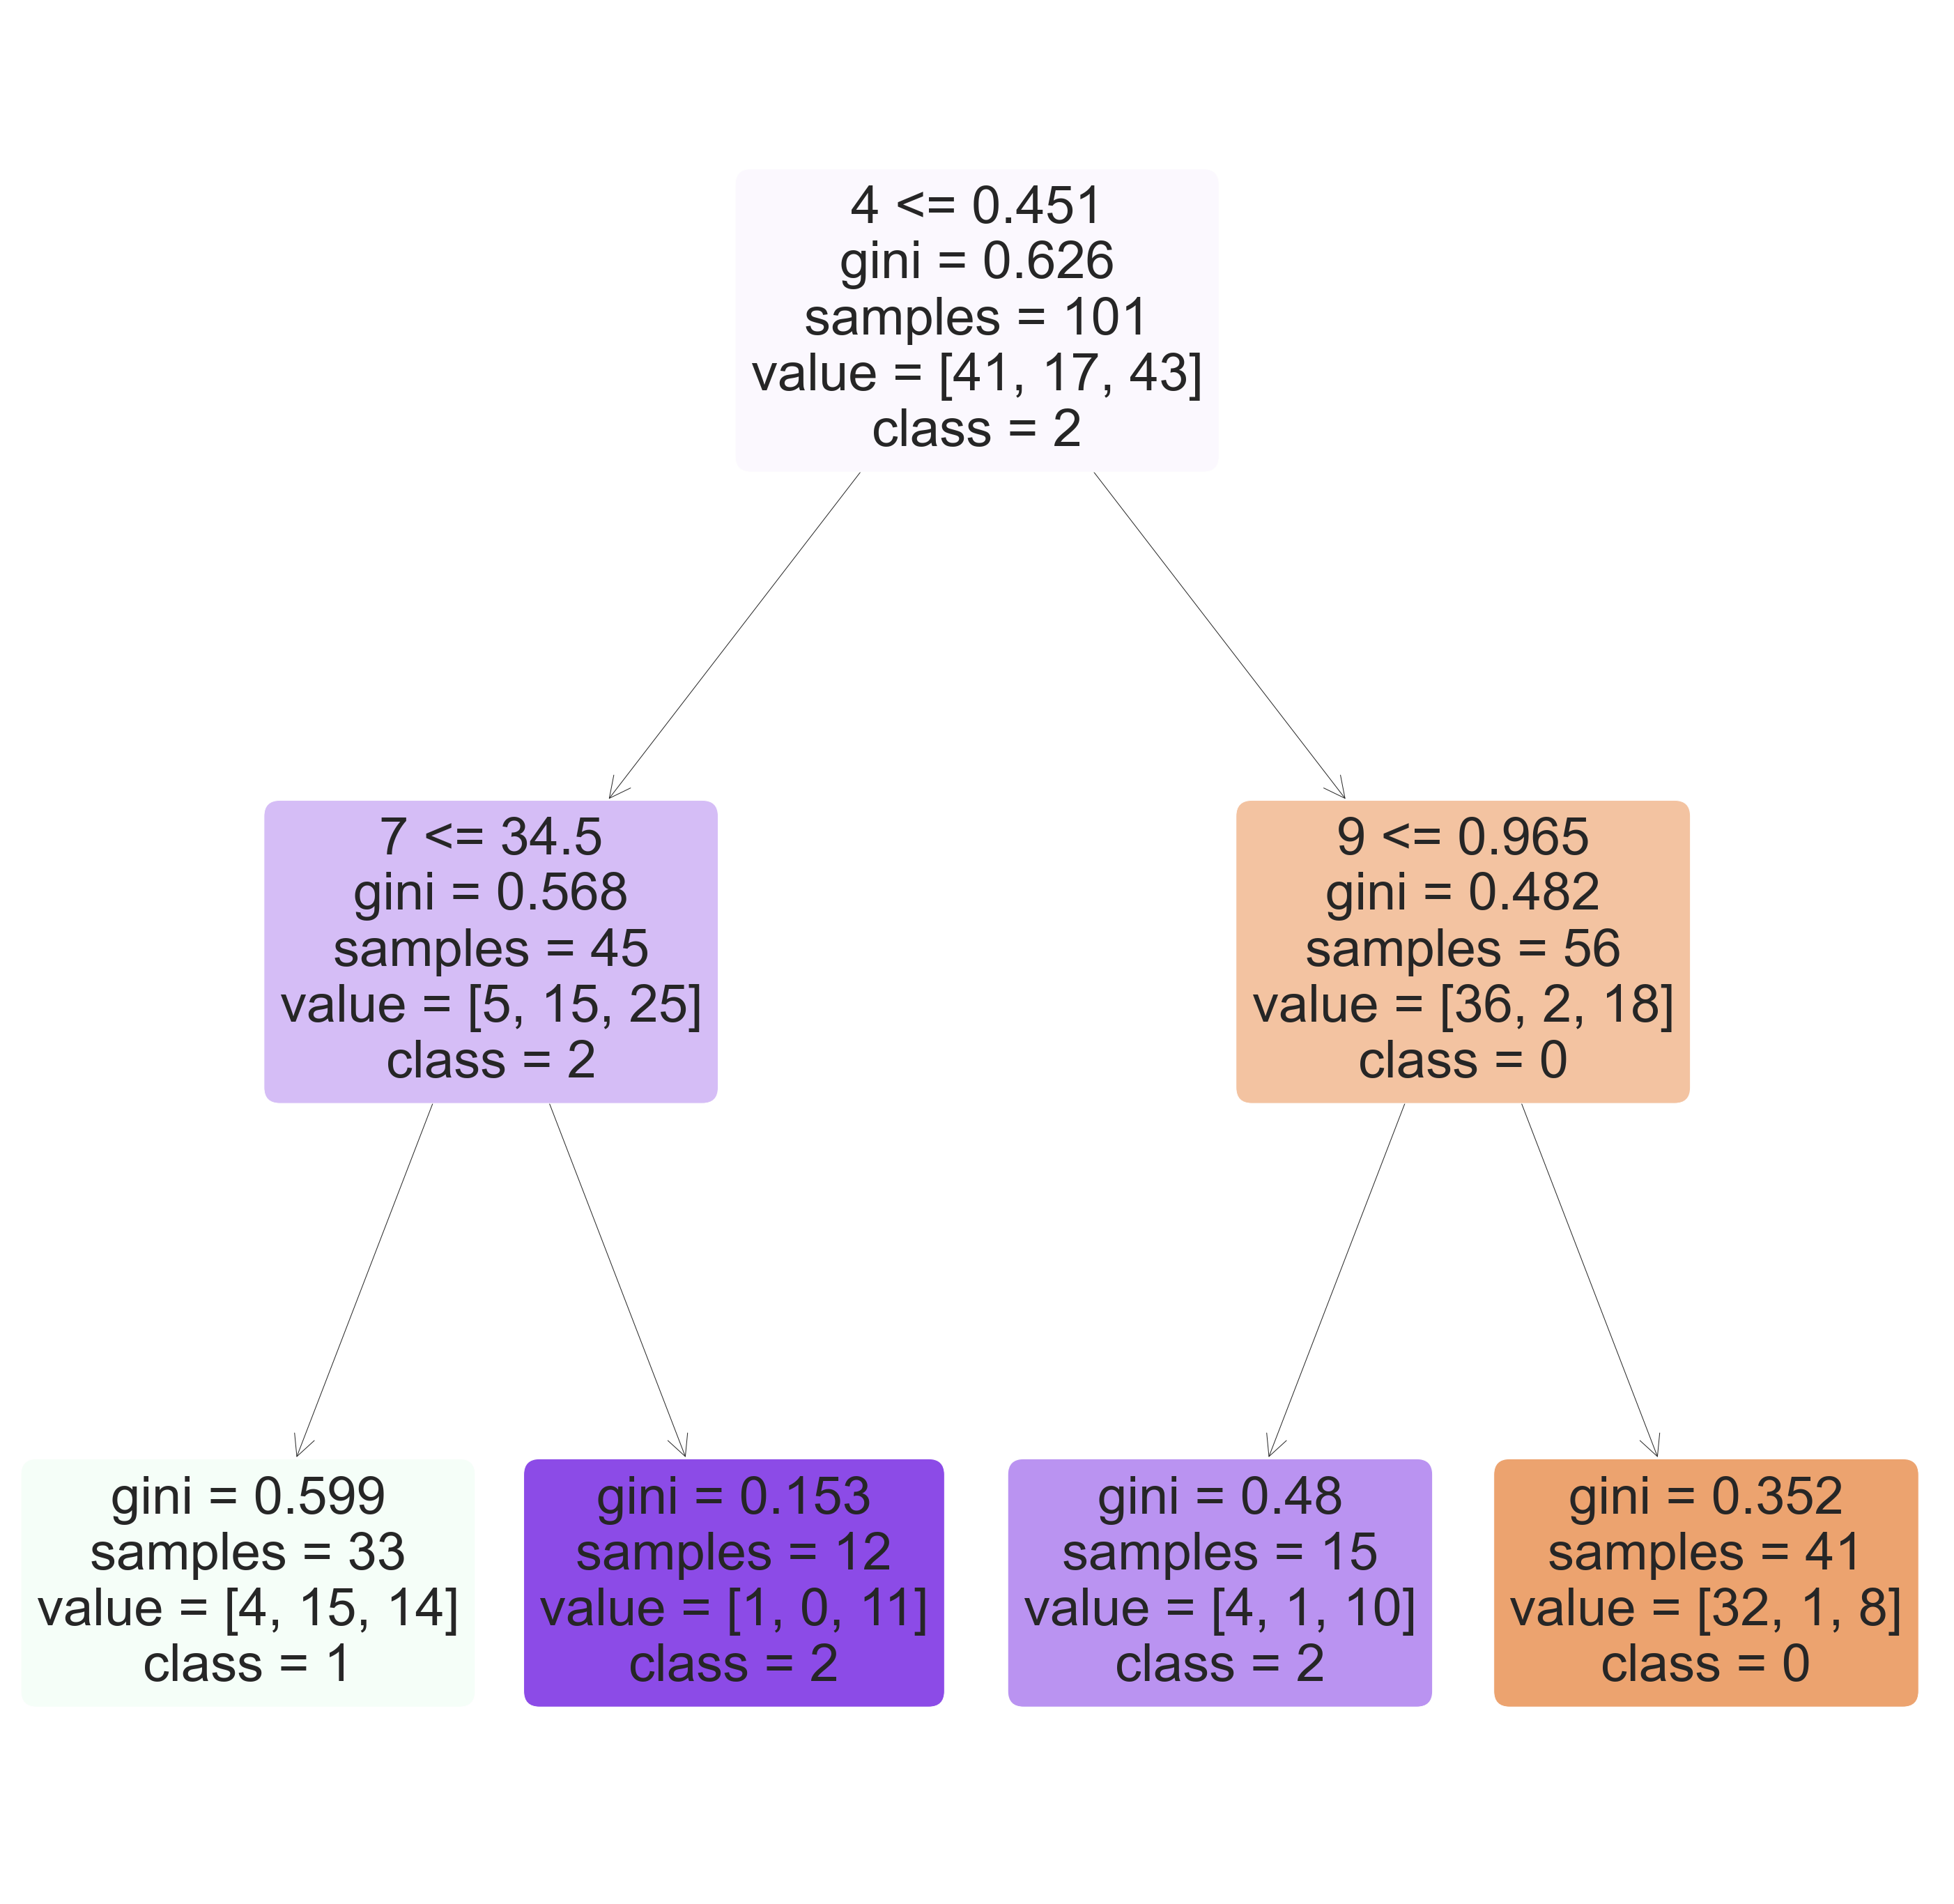 4 <= 0.451
gini = 0.626
samples = 101
value = [41, 17, 43]
class = 2
7 <= 34.5
gini = 0.568
samples = 45
value = [5, 15, 25]
class = 2
9 <= 0.965
gini = 0.482
samples = 56
value = [36, 2, 18]
class = 0
gini = 0.599
samples = 33
value = [4, 15, 14]
class = 1
gini = 0.153
samples = 12
value = [1, 0, 11]
class = 2
gini = 0.48
samples = 15
value = [4, 1, 10]
class = 2
gini = 0.352
samples = 41
value = [32, 1, 8]
class = 0